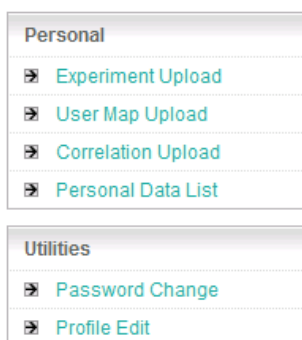 Personal
Experiment Upload
User Map Upload
Correlation Upload
Personal Data List
Utilities
Password Change
Profile Edit